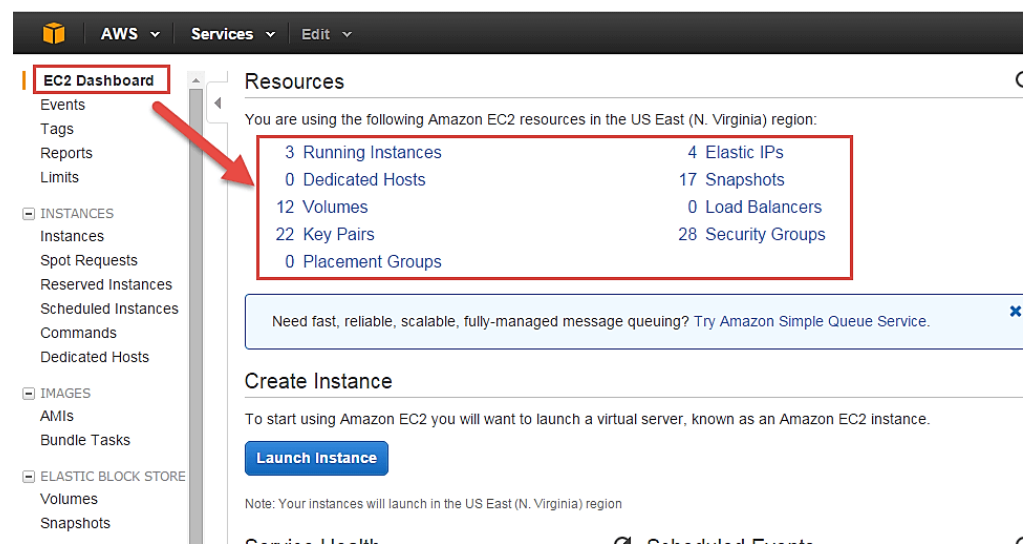 AWS Services Edit
EC2 Dashboard
Events
Tags
Reports
Limits
INSTANCES
Instances
Spot Requests
Reserved Instances
Scheduled Instances
Commands
Dedicated Hosts
IMAGES
AMIs
Bundle Tasks
ELASTIC BLOCK STORE
Volumes
Snapshots
Resources
You are using the following Amazon EC2 resources in the US East (N. Virginia) region:
3 Running Instances
0 Dedicated Hosts
12 Volumes
22 Key Pairs
0 Placement Groups
4 Elastic IPs
17 Snapshots
0 Load Balancers
28 Security Groups
Need fast, reliable, scalable, fully-managed message queuing? Try Amazon Simple Queue Service.
Create Instance
To start using Amazon EC2 you will want to launch a virtual server, known as an Amazon EC2 instance.
Launch Instance
Note: Your instances will launch in the US East (N. Virginia) region
Service Health
Scheduled Events